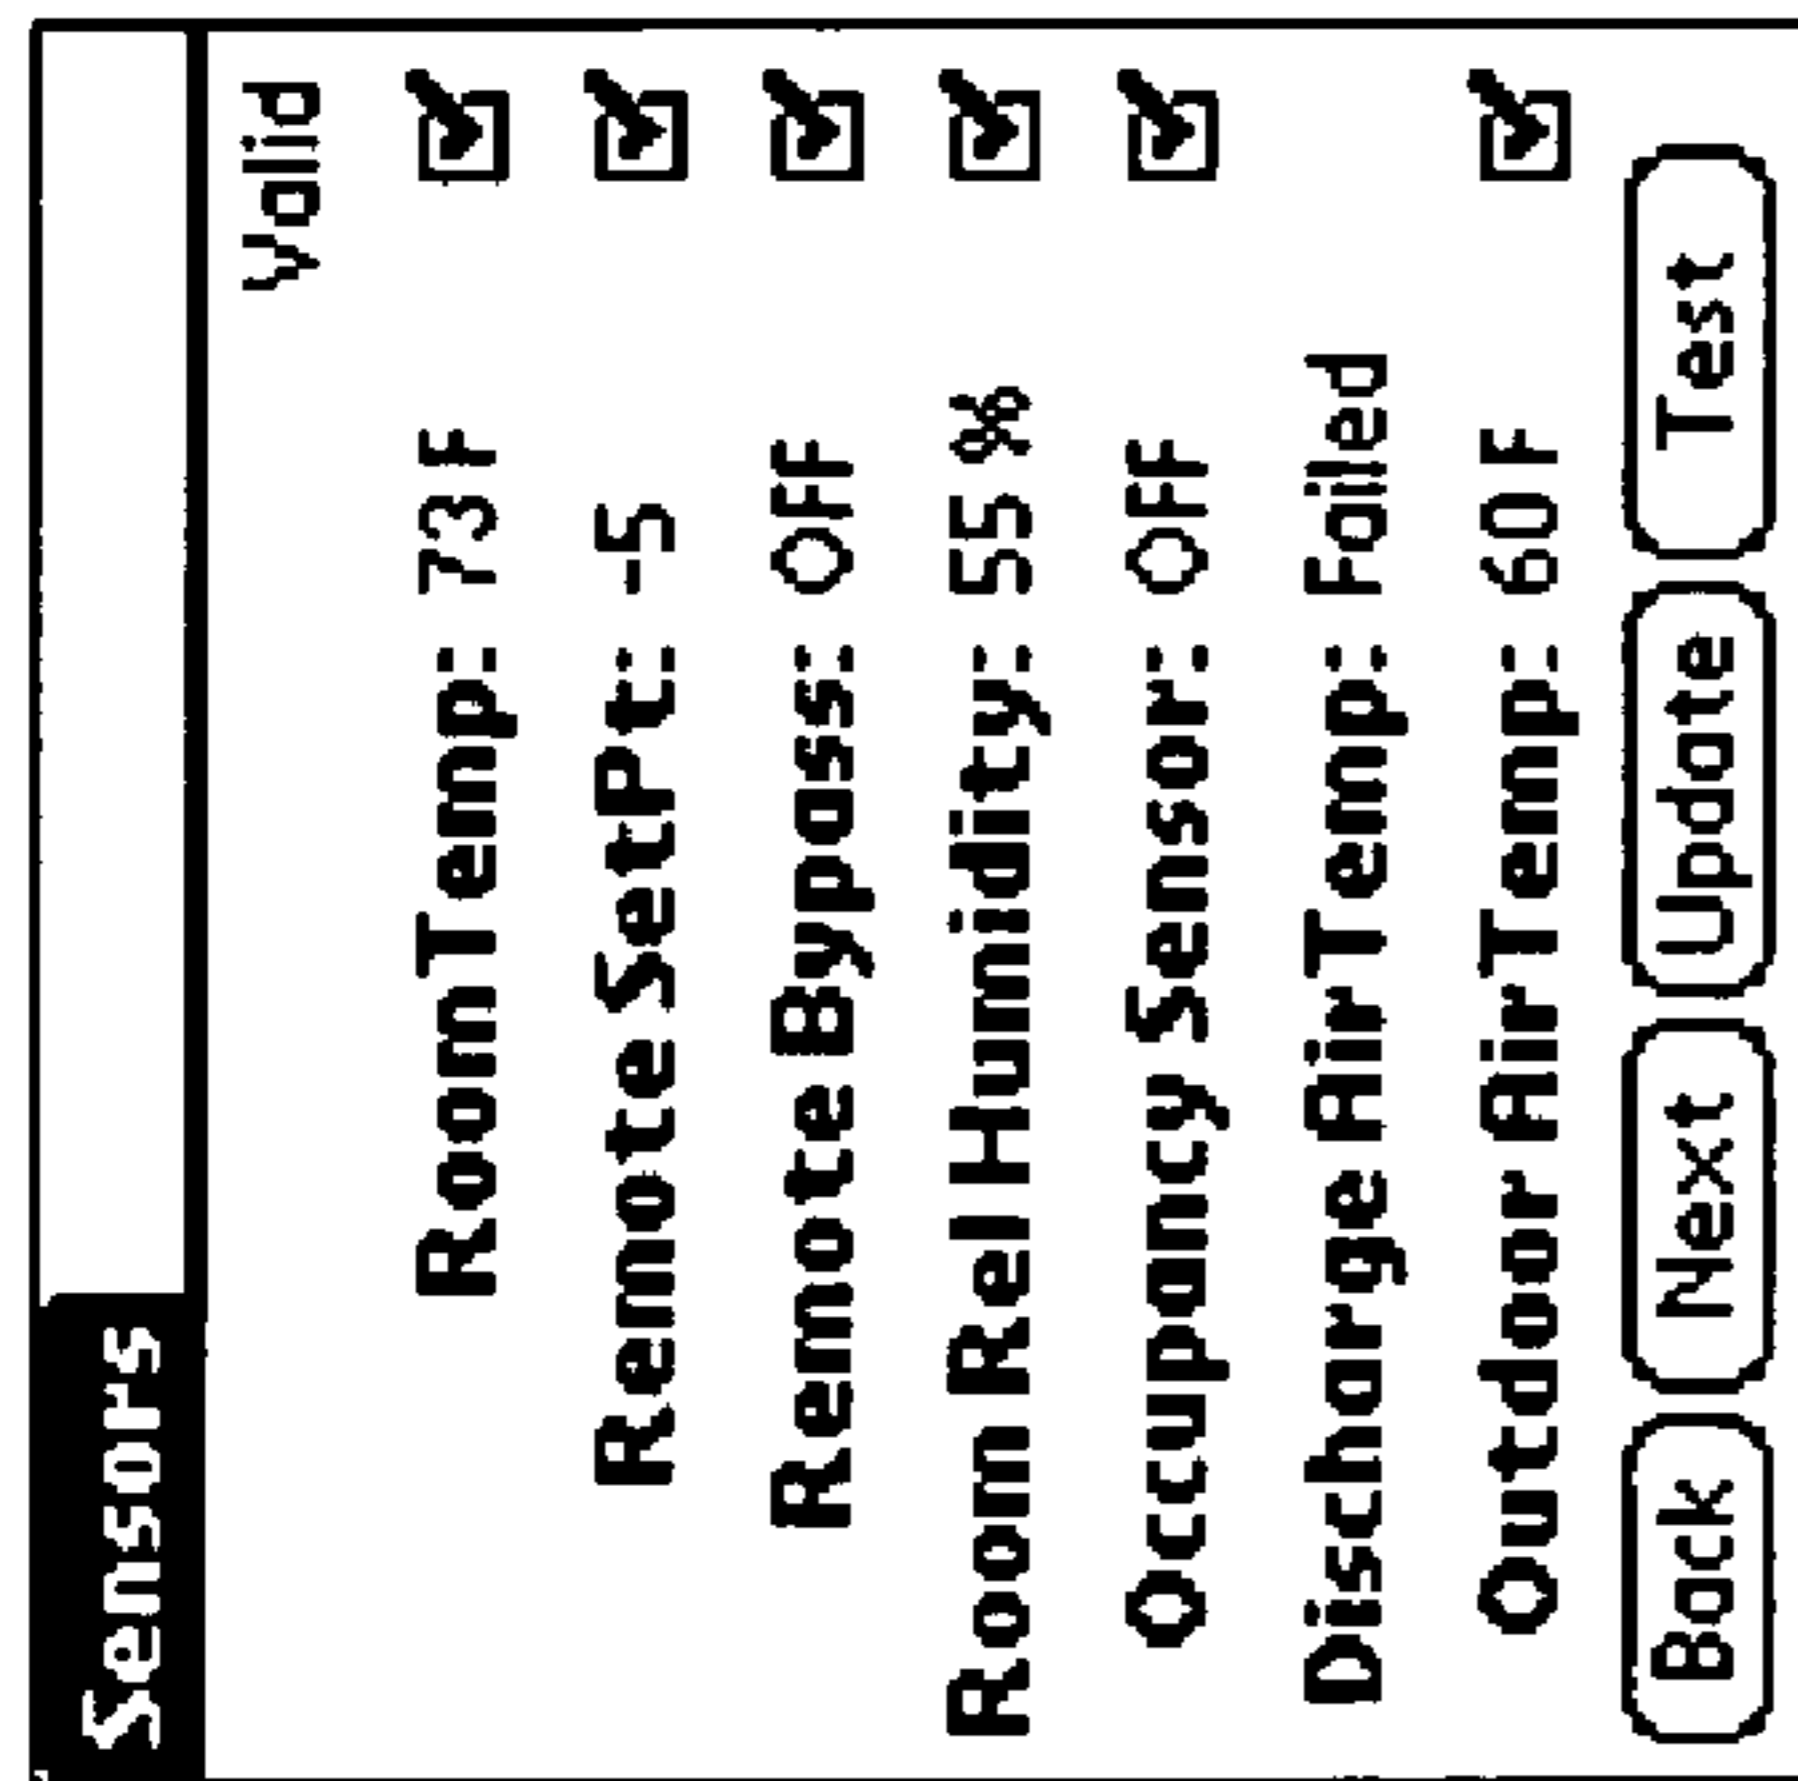 Sensors
Valid
Room Temp: 73 F
Remote SetPt: -5
Remote Bypass: OFF
Room Rel Humidity: 55 %
Occupancy Sensor: OFF
Discharge Air Temp: Failed
Outdoor Air Temp: 60 F
Back Next Update Test